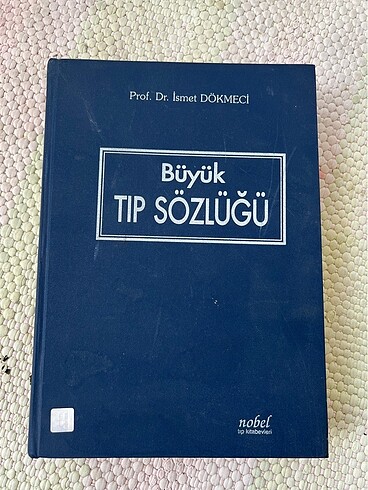 Prof. Dr. İsmet DÖKMECİ
Büyük
TIP SÖZLÜĞÜ
nobel
tıp kitabevleri